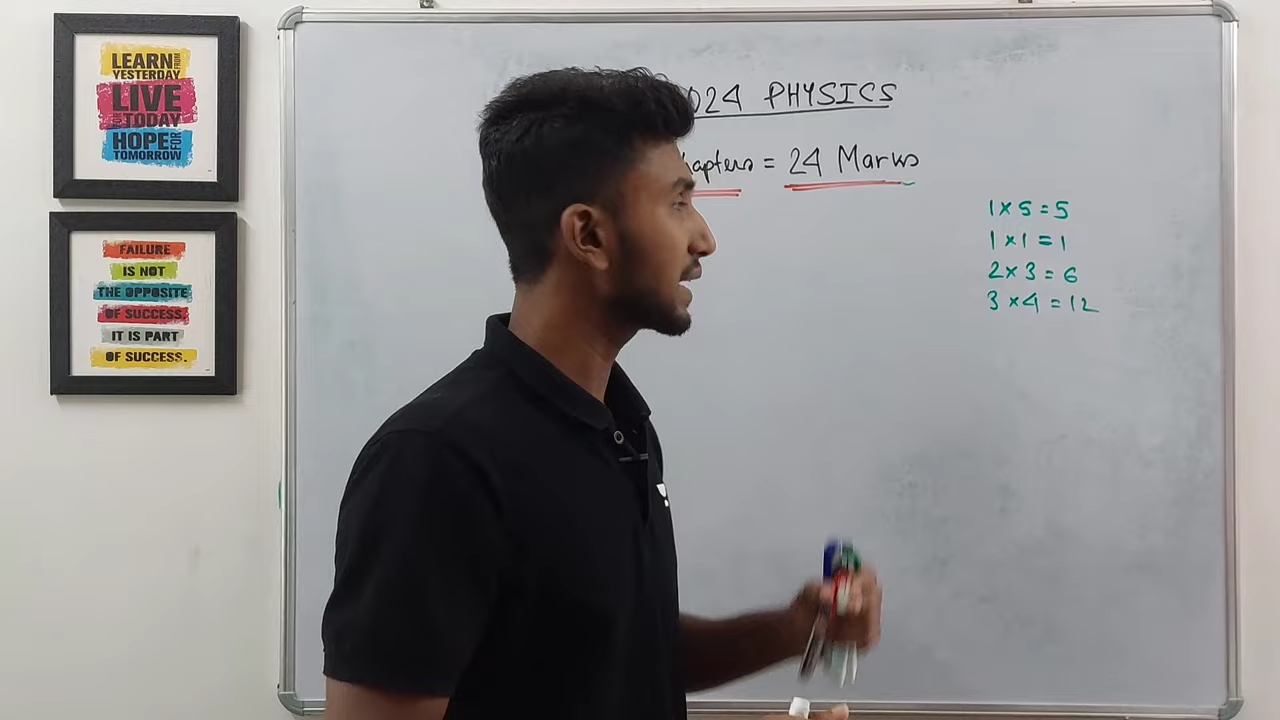 LEARN FROM
YESTERDAY
LIVE
FOR TODAY
HOPE FOR
TOMORROW
FAILURE
IS NOT
THE OPPOSITE
OF SUCCESS.
IT IS PART
OF SUCCESS.
024 PHYSICS
hapters = 24 Marks
1 x 5 = 5
1 x 1 = 1
2 x 3 = 6
3 x 4 = 12